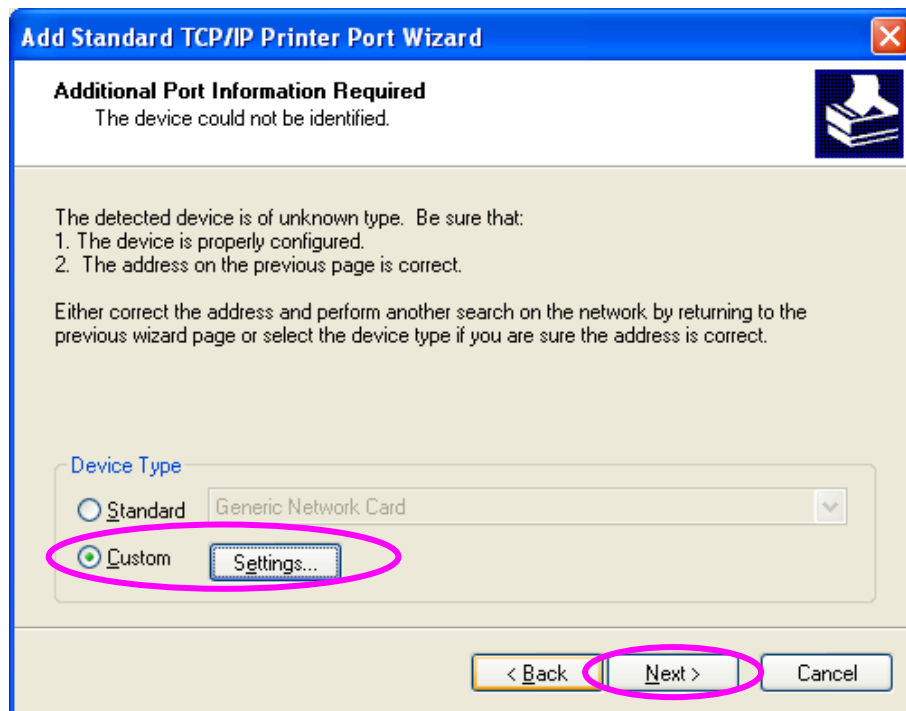 Add Standard TCP/IP Printer Port Wizard
Additional Port Information Required
The device could not be identified.
The detected device is of unknown type.  Be sure that:
1. The device is properly configured.
2.  The address on the previous page is correct.
Either correct the address and perform another search on the network by returning to the
previous wizard page or select the device type if you are sure the address is correct.
Device Type
Standard Generic Network Card
Custom Settings...
< Back Next > Cancel